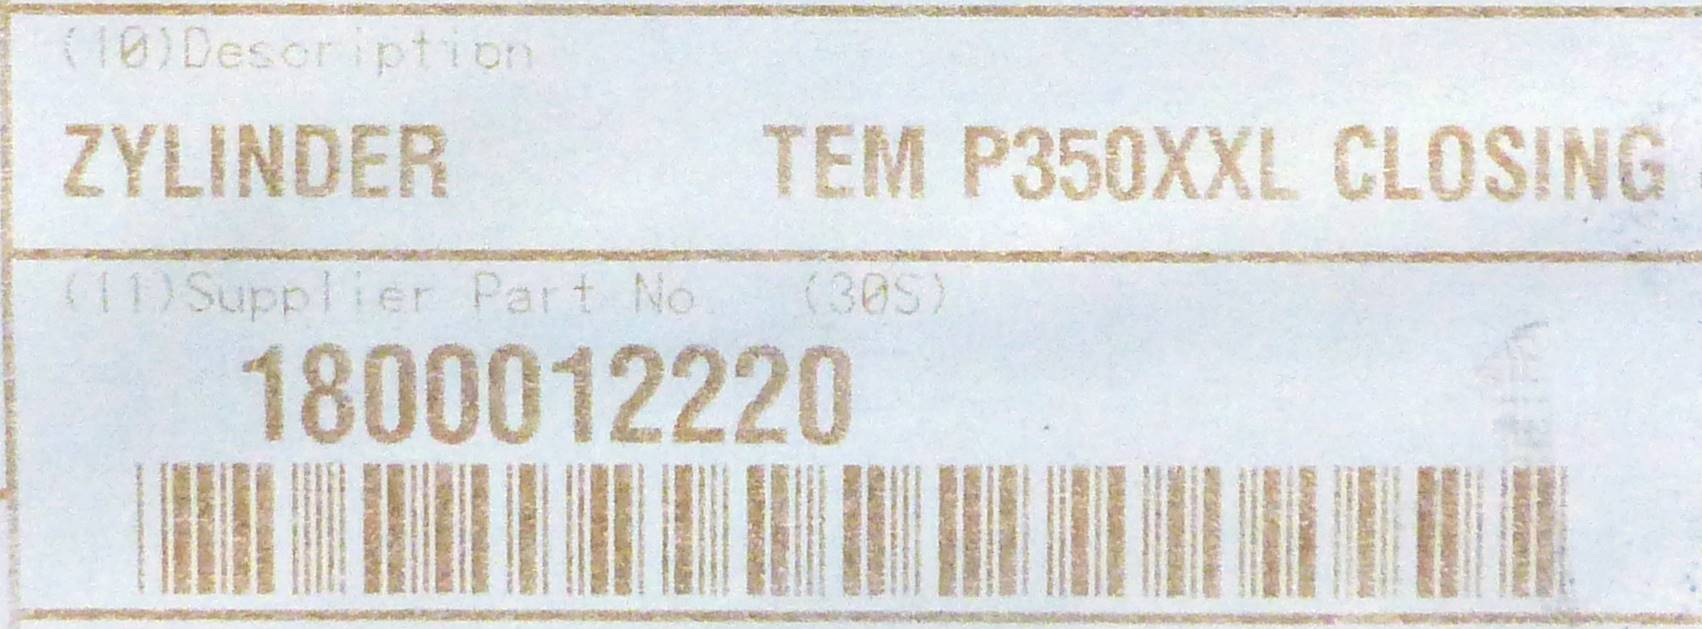 (10)Description
ZYLINDER TEM P350XXL CLOSING
(11)Supplier Part No (30S)
1800012220